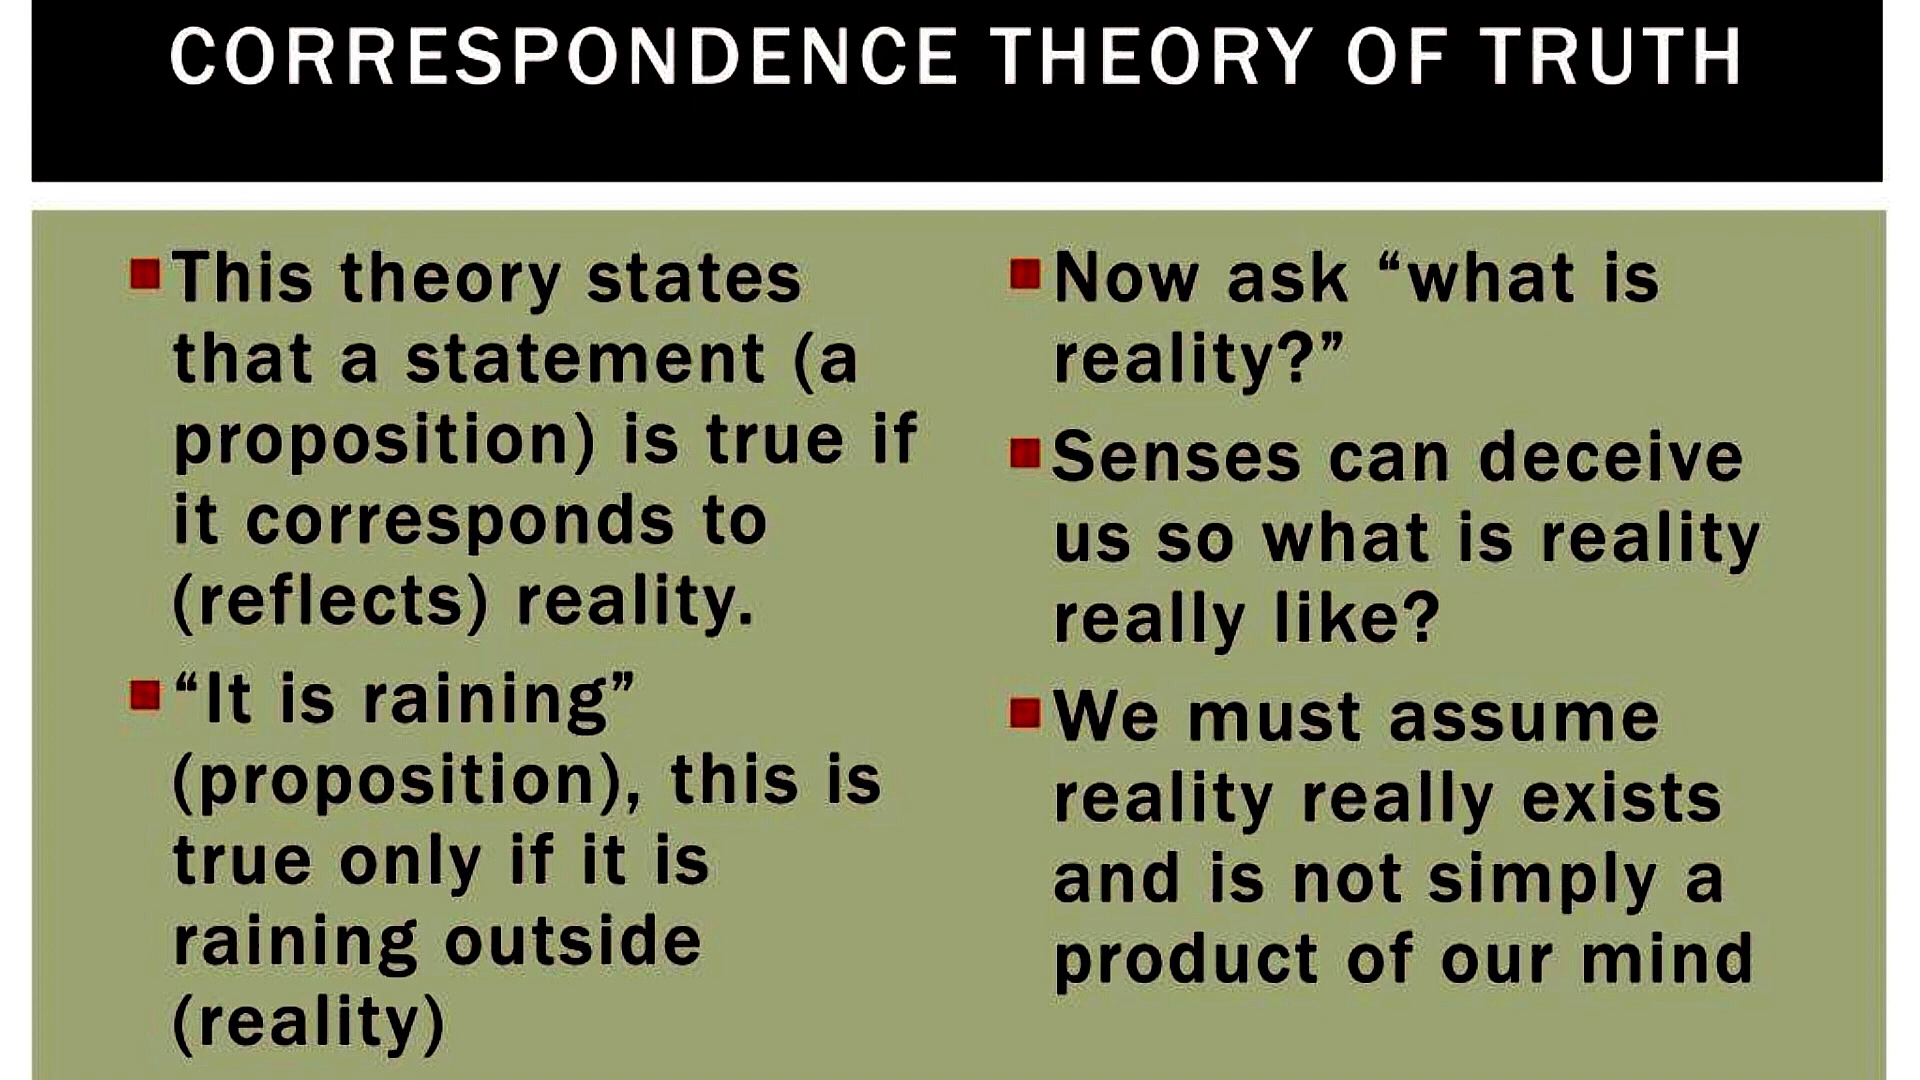 CORRESPONDENCE THEORY OF TRUTH
This theory states
that a statement (a
proposition) is true if
it corresponds to
(reflects) reality.
“It is raining”
(proposition), this is
true only if it is
raining outside
(reality)
Now ask “what is
reality?”
Senses can deceive
us so what is reality
really like?
We must assume
reality really exists
and is not simply a
product of our mind